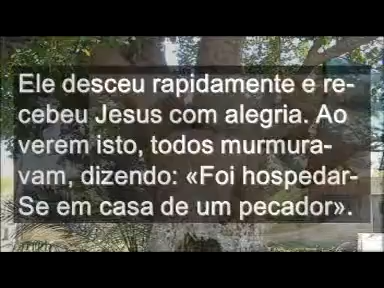 Ele desceu rapidamente e re-
cebeu Jesus com alegria. Ao
verem isto, todos murmura-
vam, dizendo: «Foi hospedar-
Se em casa de um pecador».